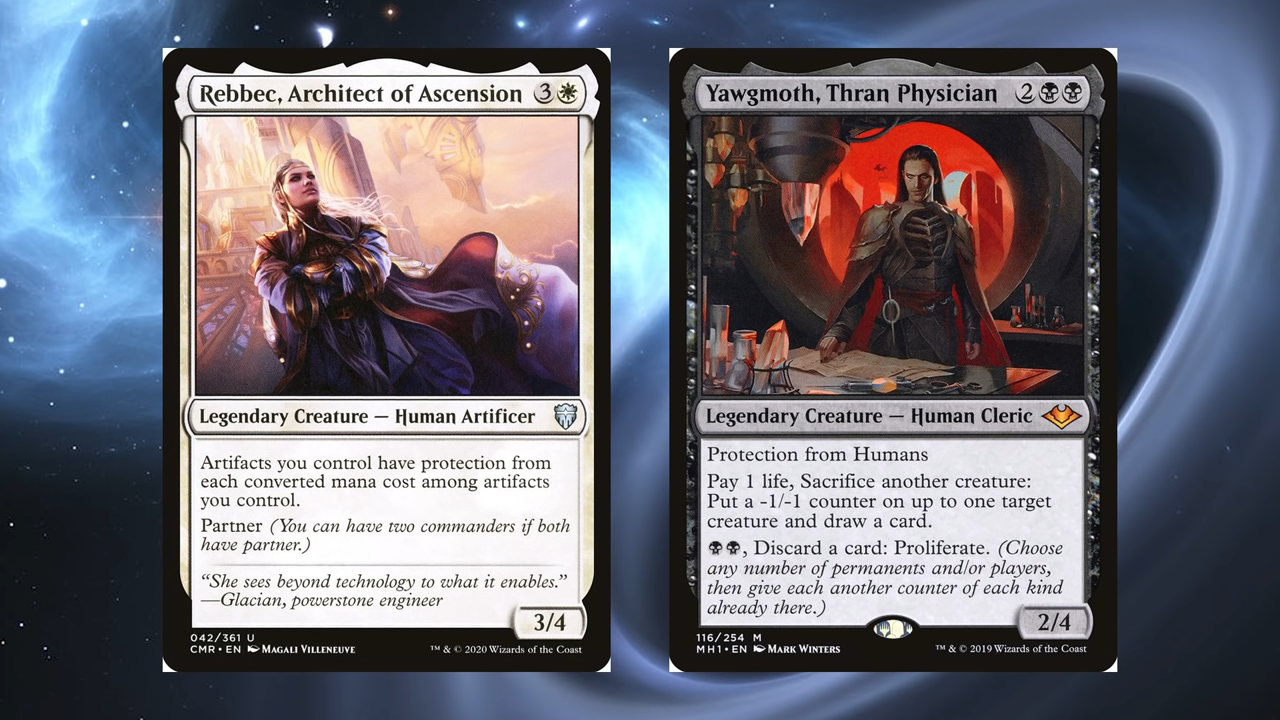 Rebbec, Architect of Ascension 3
Legendary Creature — Human Artificer
Artifacts you control have protection from
each converted mana cost among artifacts
you control.
Partner (You can have two commanders if both
have partner.)
“She sees beyond technology to what it enables.”
—Glacian, powerstone engineer
3/4
042/361 U
CMR • EN Magali Villeneuve
™ & © 2020 Wizards of the Coast
Yawgmoth, Thran Physician 2
Legendary Creature — Human Cleric
Protection from Humans
Pay 1 life, Sacrifice another creature:
Put a -1/-1 counter on up to one target
creature and draw a card.
, Discard a card: Proliferate. (Choose
any number of permanents and/or players,
then give each another counter of each kind
already there.)
2/4
116/254 M
MH1 • EN Mark Winters
™ & © 2019 Wizards of the Coast